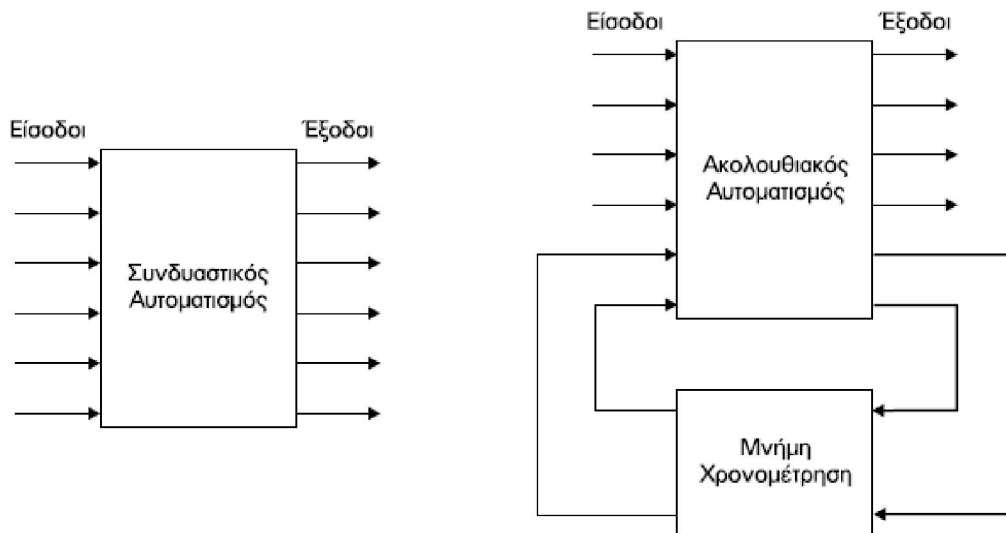 Είσοδοι
Έξοδοι
Συνδυαστικός
Αυτοματισμός
Είσοδοι
Έξοδοι
Ακολουθιακός
Αυτοματισμός
Μνήμη
Χρονομέτρηση